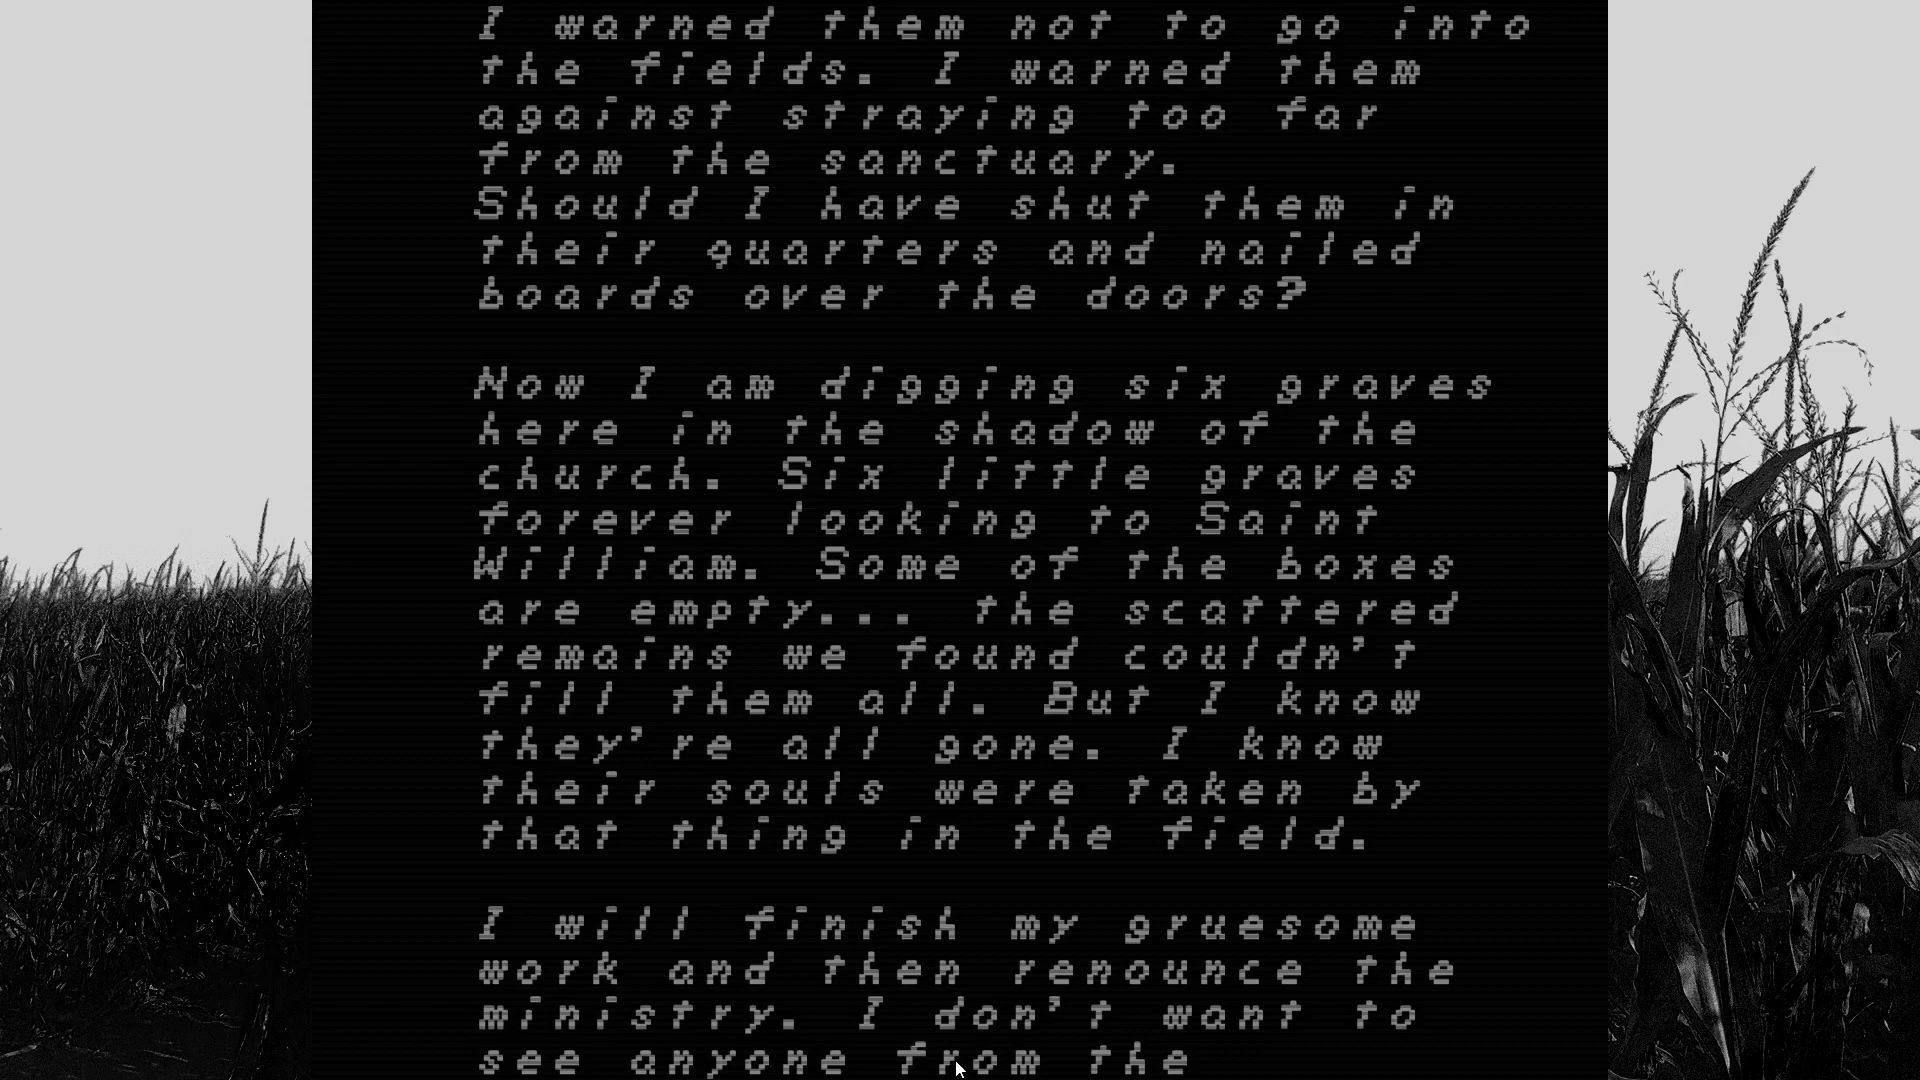 I warned them not to go into
the fields. I warned them
against straying too far
from the sanctuary.
Should I have shut them in
their quarters and nailed
boards over the doors?
Now I am digging six graves
here in the shadow of the
church. Six little graves
forever looking to Saint
William. Some of the boxes
are empty... the scattered
remains we found couldn't
fill them all. But I know
they're all gone. I know
their souls were taken by
that thing in the field.
I will finish my gruesome
work and then renounce the
ministry. I don't want to
see anyone from the